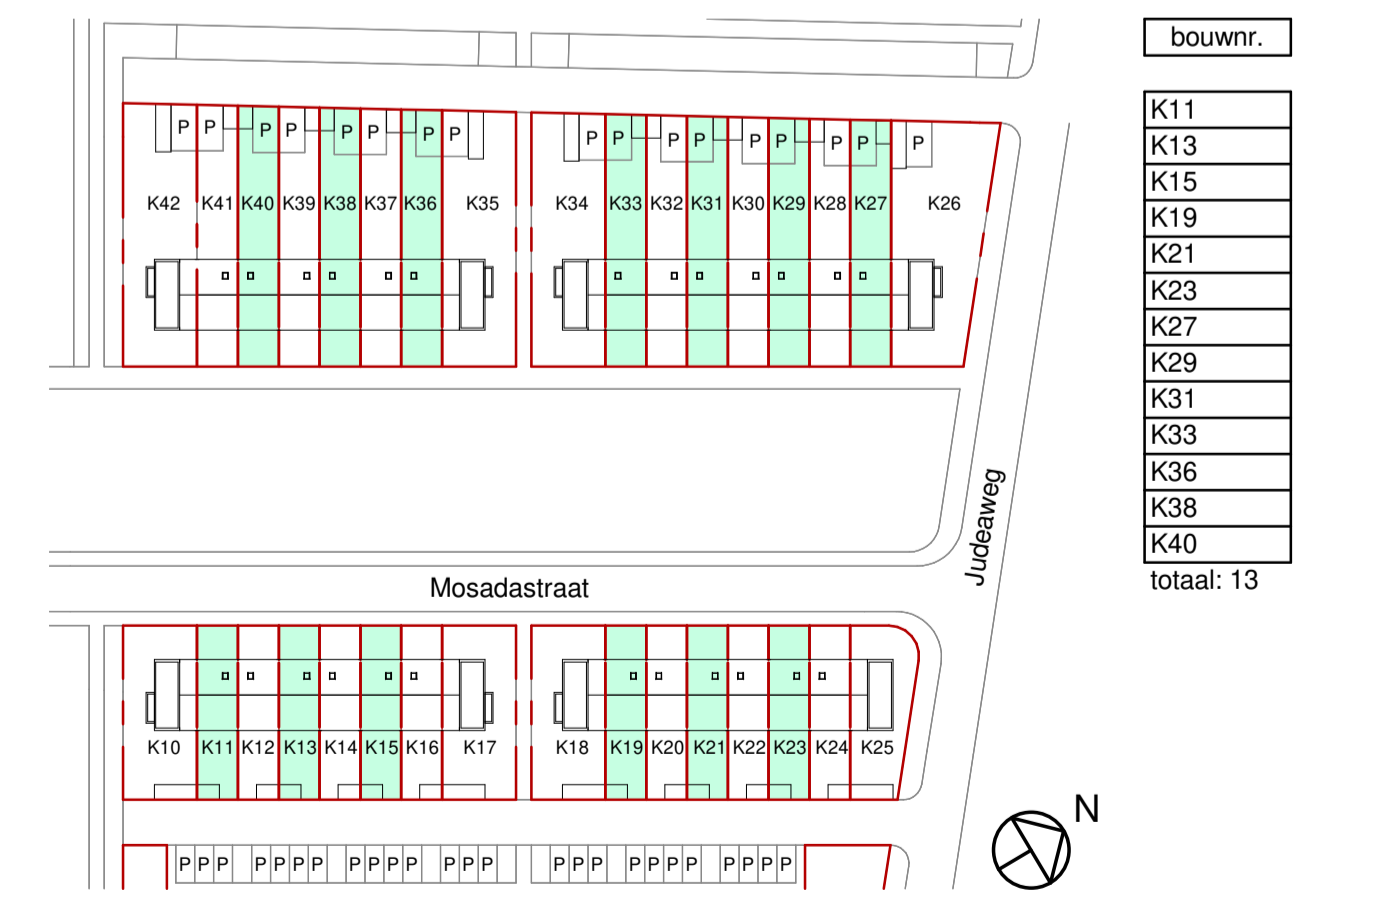 bouwnr.
K11
K13
K15
K19
K21
K23
K27
K29
K31
K33
K36
K38
K40
totaal: 13
P P P P P P P P P P P P P P P P
K42 K41 K40 K39 K38 K37 K36 K35 K34 K33 K32 K31 K30 K29 K28 K27 K26
Judeaweg
Mosadastraat
K10 K11 K12 K13 K14 K15 K16 K17 K18 K19 K20 K21 K22 K23 K24 K25
N
P P P P P P P P P P P P P P P P P P P P P P P P P